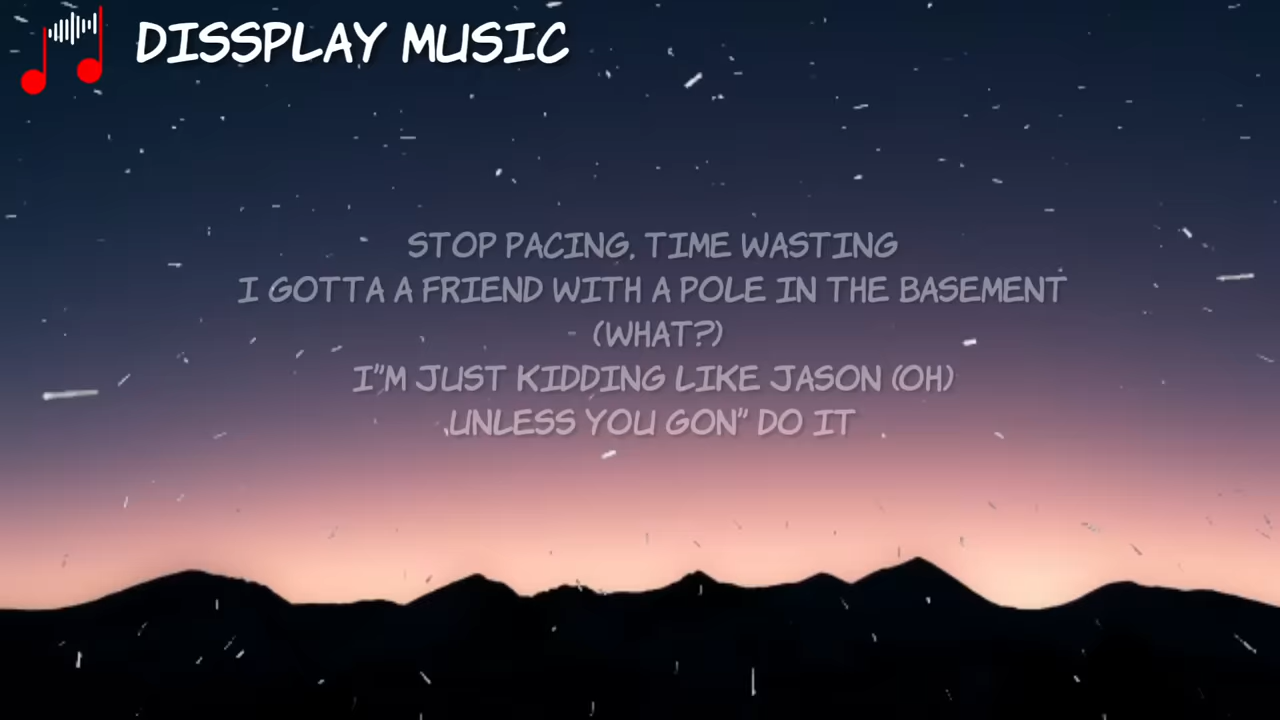 DISSPLAY MUSIC
STOP PACING, TIME WASTING
I GOTTA A FRIEND WITH A POLE IN THE BASEMENT
(WHAT?)
I"M JUST KIDDING LIKE JASON (OH)
UNLESS YOU GON" DO IT